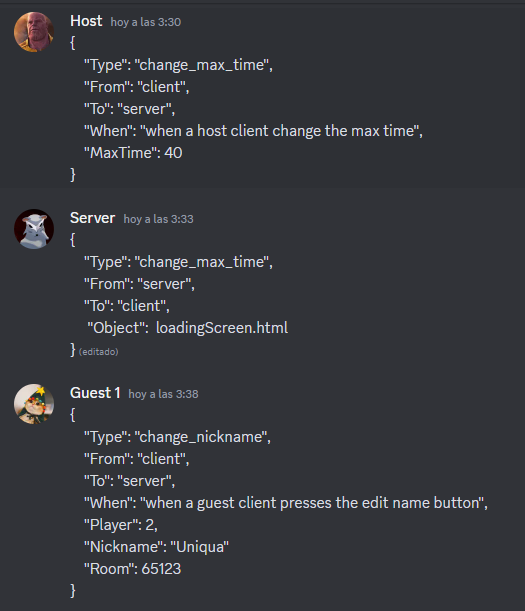 Host hoy a las 3:30
{
"Type": "change_max_time",
"From": "client",
"To": "server",
"When": "when a host client change the max time",
"MaxTime": 40
}
Server hoy a las 3:33
{
"Type": "change_max_time",
"From": "server",
"To": "client",
"Object":  loadingScreen.html
} (editado)
Guest 1 hoy a las 3:38
{
"Type": "change_nickname",
"From": "client",
"To": "server",
"When": "when a guest client presses the edit name button",
"Player": 2,
"Nickname": "Uniqua"
"Room": 65123
}